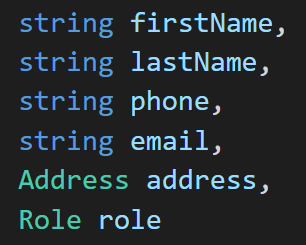 string firstName,
string lastName,
string phone,
string email,
Address address,
Role role